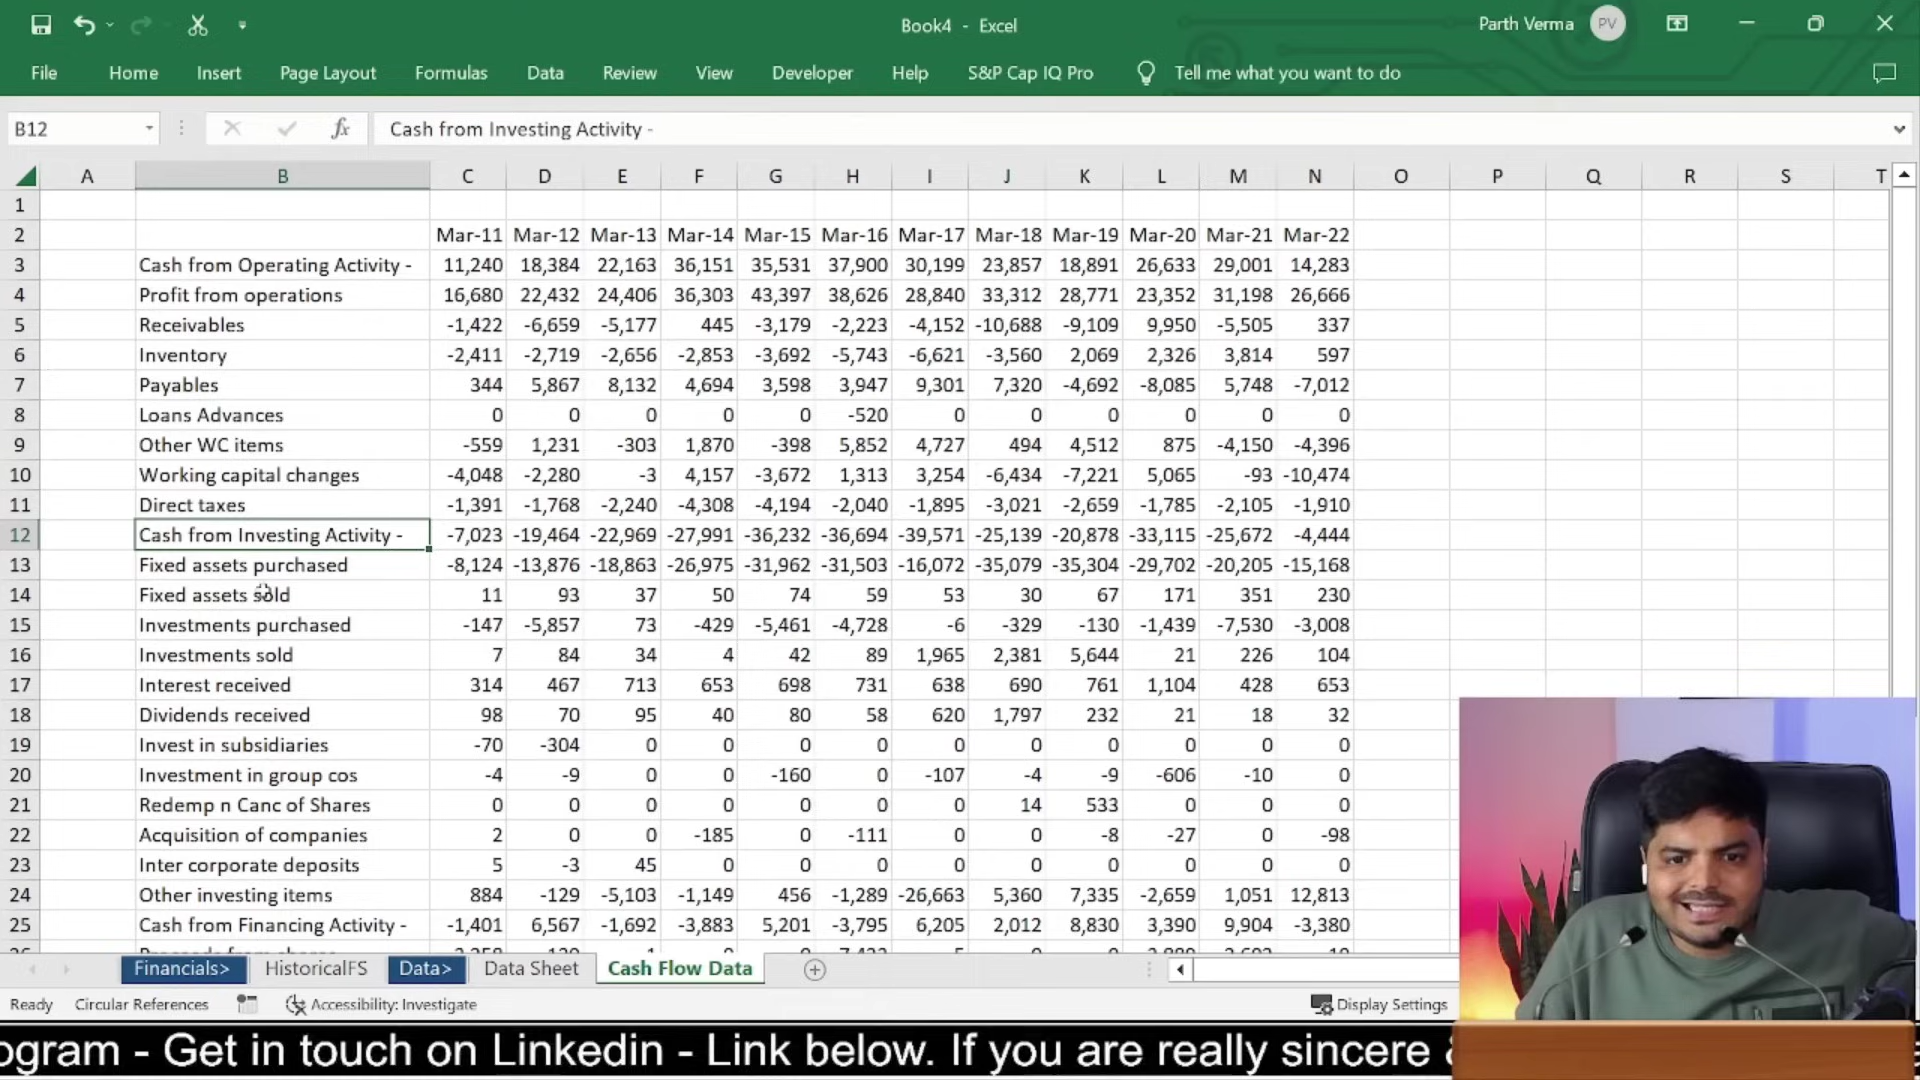 Book4 - Excel
Parth Verma PV
File Home Insert Page Layout Formulas Data Review View Developer Help S&P Cap IQ Pro Tell me what you want to do
B12 fx Cash from Investing Activity -
A B C D E F G H I J K L M N O P Q R S T
1
2 Mar-11 Mar-12 Mar-13 Mar-14 Mar-15 Mar-16 Mar-17 Mar-18 Mar-19 Mar-20 Mar-21 Mar-22
3 Cash from Operating Activity - 11,240 18,384 22,163 36,151 35,531 37,900 30,199 23,857 18,891 26,633 29,001 14,283
4 Profit from operations 16,680 22,432 24,406 36,303 43,397 38,626 28,840 33,312 28,771 23,352 31,198 26,666
5 Receivables -1,422 -6,659 -5,177 445 -3,179 -2,223 -4,152 -10,688 -9,109 9,950 -5,505 337
6 Inventory -2,411 -2,719 -2,656 -2,853 -3,692 -5,743 -6,621 -3,560 2,069 2,326 3,814 597
7 Payables 344 5,867 8,132 4,694 3,598 3,947 9,301 7,320 -4,692 -8,085 5,748 -7,012
8 Loans Advances 0 0 0 0 0 -520 0 0 0 0 0 0
9 Other WC items -559 1,231 -303 1,870 -398 5,852 4,727 494 4,512 875 -4,150 -4,396
10 Working capital changes -4,048 -2,280 -3 4,157 -3,672 1,313 3,254 -6,434 -7,221 5,065 -93 -10,474
11 Direct taxes -1,391 -1,768 -2,240 -4,308 -4,194 -2,040 -1,895 -3,021 -2,659 -1,785 -2,105 -1,910
12 Cash from Investing Activity - -7,023 -19,464 -22,969 -27,991 -36,232 -36,694 -39,571 -25,139 -20,878 -33,115 -25,672 -4,444
13 Fixed assets purchased -8,124 -13,876 -18,863 -26,975 -31,962 -31,503 -16,072 -35,079 -35,304 -29,702 -20,205 -15,168
14 Fixed assets sold 11 93 37 50 74 59 53 30 67 171 351 230
15 Investments purchased -147 -5,857 73 -429 -5,461 -4,728 -6 -329 -130 -1,439 -7,530 -3,008
16 Investments sold 7 84 34 4 42 89 1,965 2,381 5,644 21 226 104
17 Interest received 314 467 713 653 698 731 638 690 761 1,104 428 653
18 Dividends received 98 70 95 40 80 58 620 1,797 232 21 18 32
19 Invest in subsidiaries -70 -304 0 0 0 0 0 0 0 0 0 0
20 Investment in group cos -4 -9 0 0 -160 0 -107 -4 -9 -606 -10 0
21 Redemp n Canc of Shares 0 0 0 0 0 0 0 14 533 0 0 0
22 Acquisition of companies 2 0 0 -185 0 -111 0 0 -8 -27 0 -98
23 Inter corporate deposits 5 -3 45 0 0 0 0 0 0 0 0 0
24 Other investing items 884 -129 -5,103 -1,149 456 -1,289 -26,663 5,360 7,335 -2,659 1,051 12,813
25 Cash from Financing Activity - -1,401 6,567 -1,692 -3,883 5,201 -3,795 6,205 2,012 8,830 3,390 9,904 -3,380
Financials> HistoricalFS Data> Data Sheet Cash Flow Data
Ready Circular References Accessibility: Investigate Display Settings
ogram - Get in touch on Linkedin - Link below. If you are really sincere